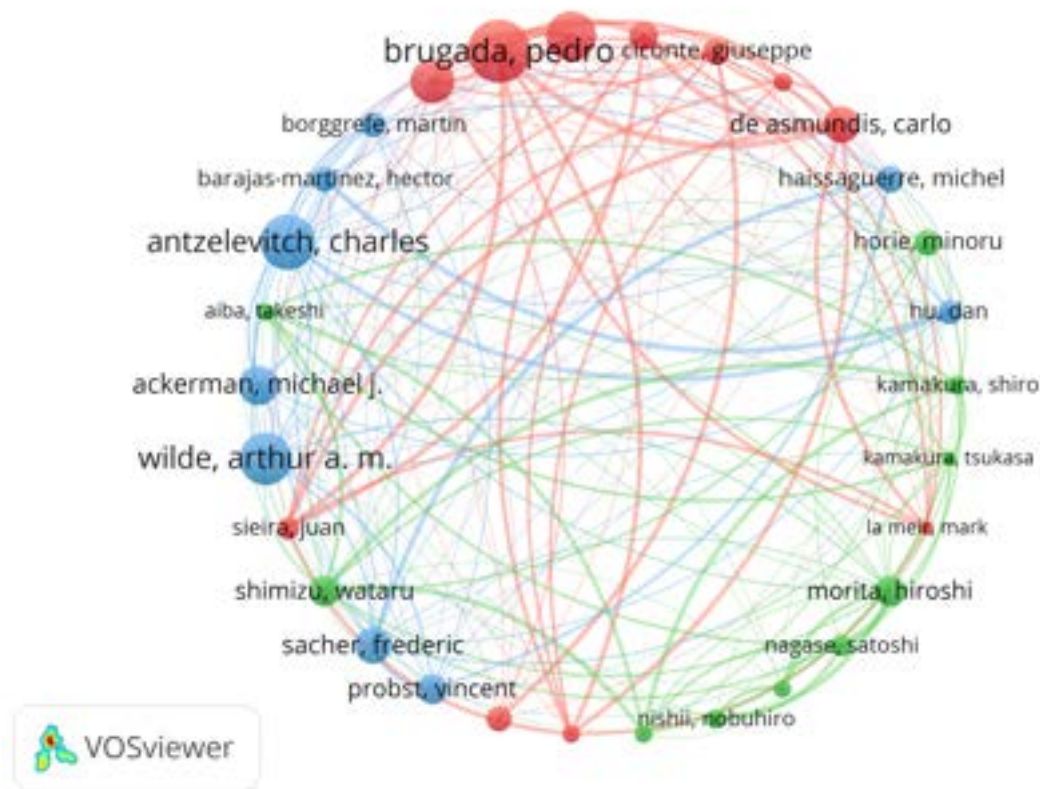 brugada, pedro
ciconte, giuseppe
borggrefe, martin
de asmundis, carlo
barajas-martinez, hector
haissaguerre, michel
antzelevitch, charles
horie, minoru
aiba, takeshi
hu, dan
ackerman, michael j.
kamakura, shiro
wilde, arthur a. m.
kamakura, tsukasa
sieira, juan
la meir, mark
shimizu, wataru
morita, hiroshi
sacher, frederic
nagase, satoshi
probst, vincent
nishii, nobuhiro
VOSviewer